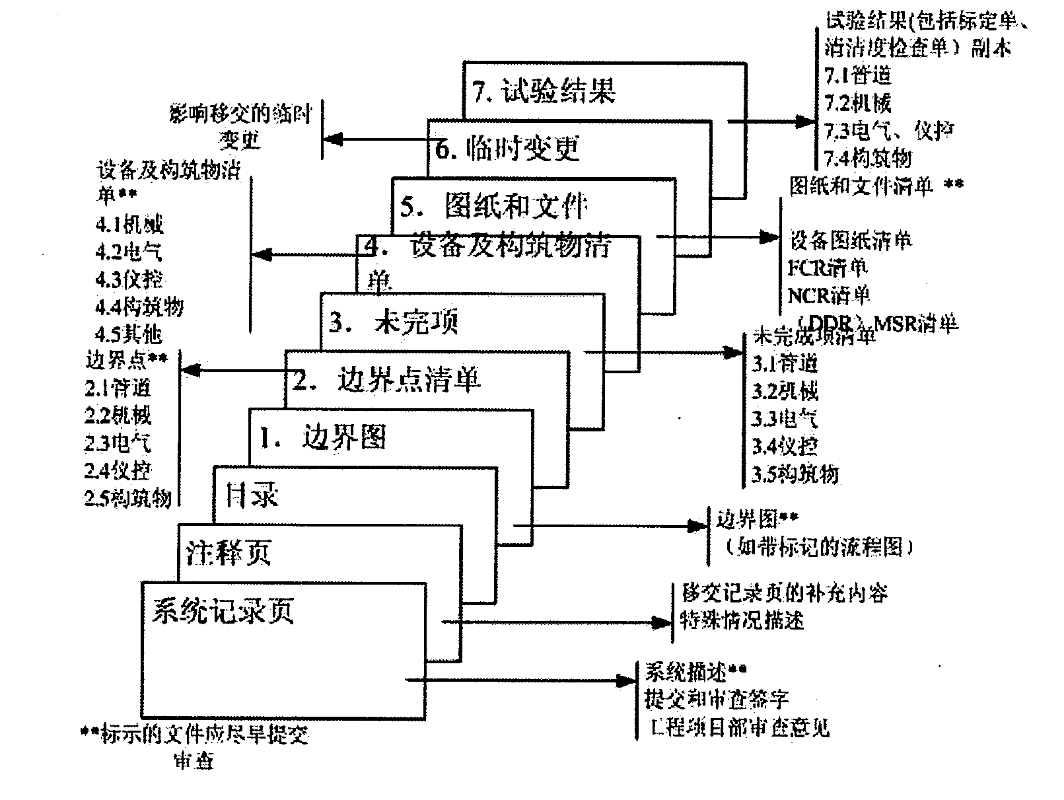 试验结果(包括标定单、
清洁度检查单）副本
7.1管道
7.2机械
7.3电气、仪控
7.4构筑物
7. 试验结果
影响移交的临时
变更
6. 临时变更
设备及构筑物清
单**
4.1机械
4.2电气
4.3仪控
4.4构筑物
4.5其他
图纸和文件清单 **
设备图纸清单
FCR清单
NCR清单
（DDR）MSR清单
5. 图纸和文件
4. 设备及构筑物清
单
3. 未完项
未完成项清单
3.1管道
3.2机械
3.3电气
3.4仪控
3.5构筑物
边界点**
2.1管道
2.2机械
2.3电气
2.4仪控
2.5构筑物
2. 边界点清单
1. 边界图
目录
边界图**
（如带标记的流程图）
注释页
移交记录页的补充内容
特殊情况描述
系统记录页
系统描述**
提交和审查签字
工程项目部审查意见
**标示的文件应尽早提交
审查